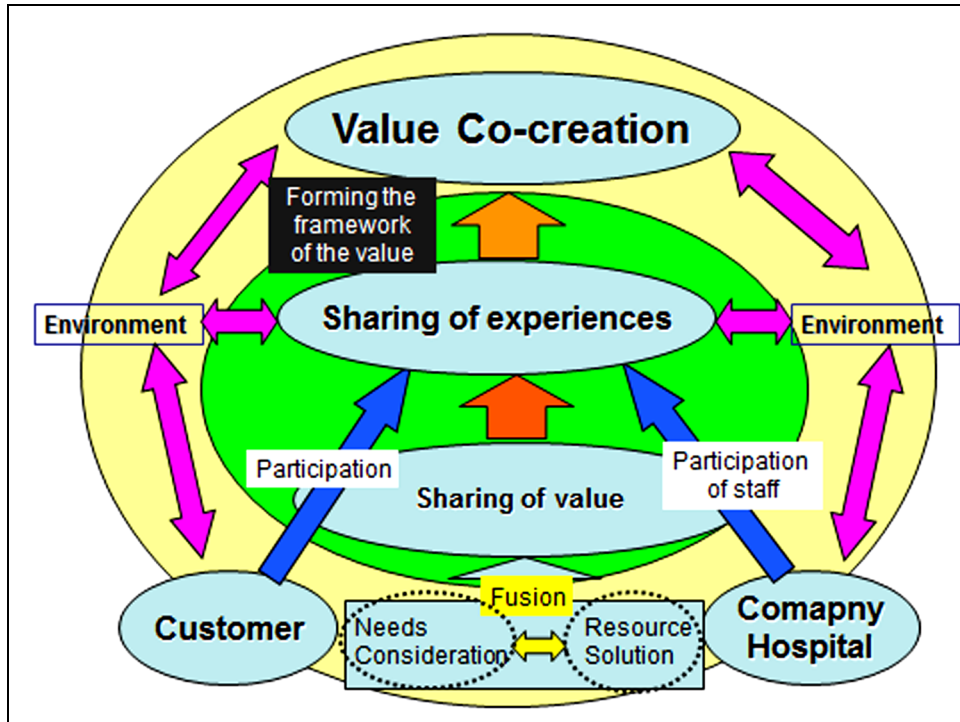 Value Co-creation
Forming the
framework
of the value
Environment
Sharing of experiences
Environment
Participation
Participation
of staff
Sharing of value
Fusion
Customer
Needs
Consideration
Resource
Solution
Comapny
Hospital